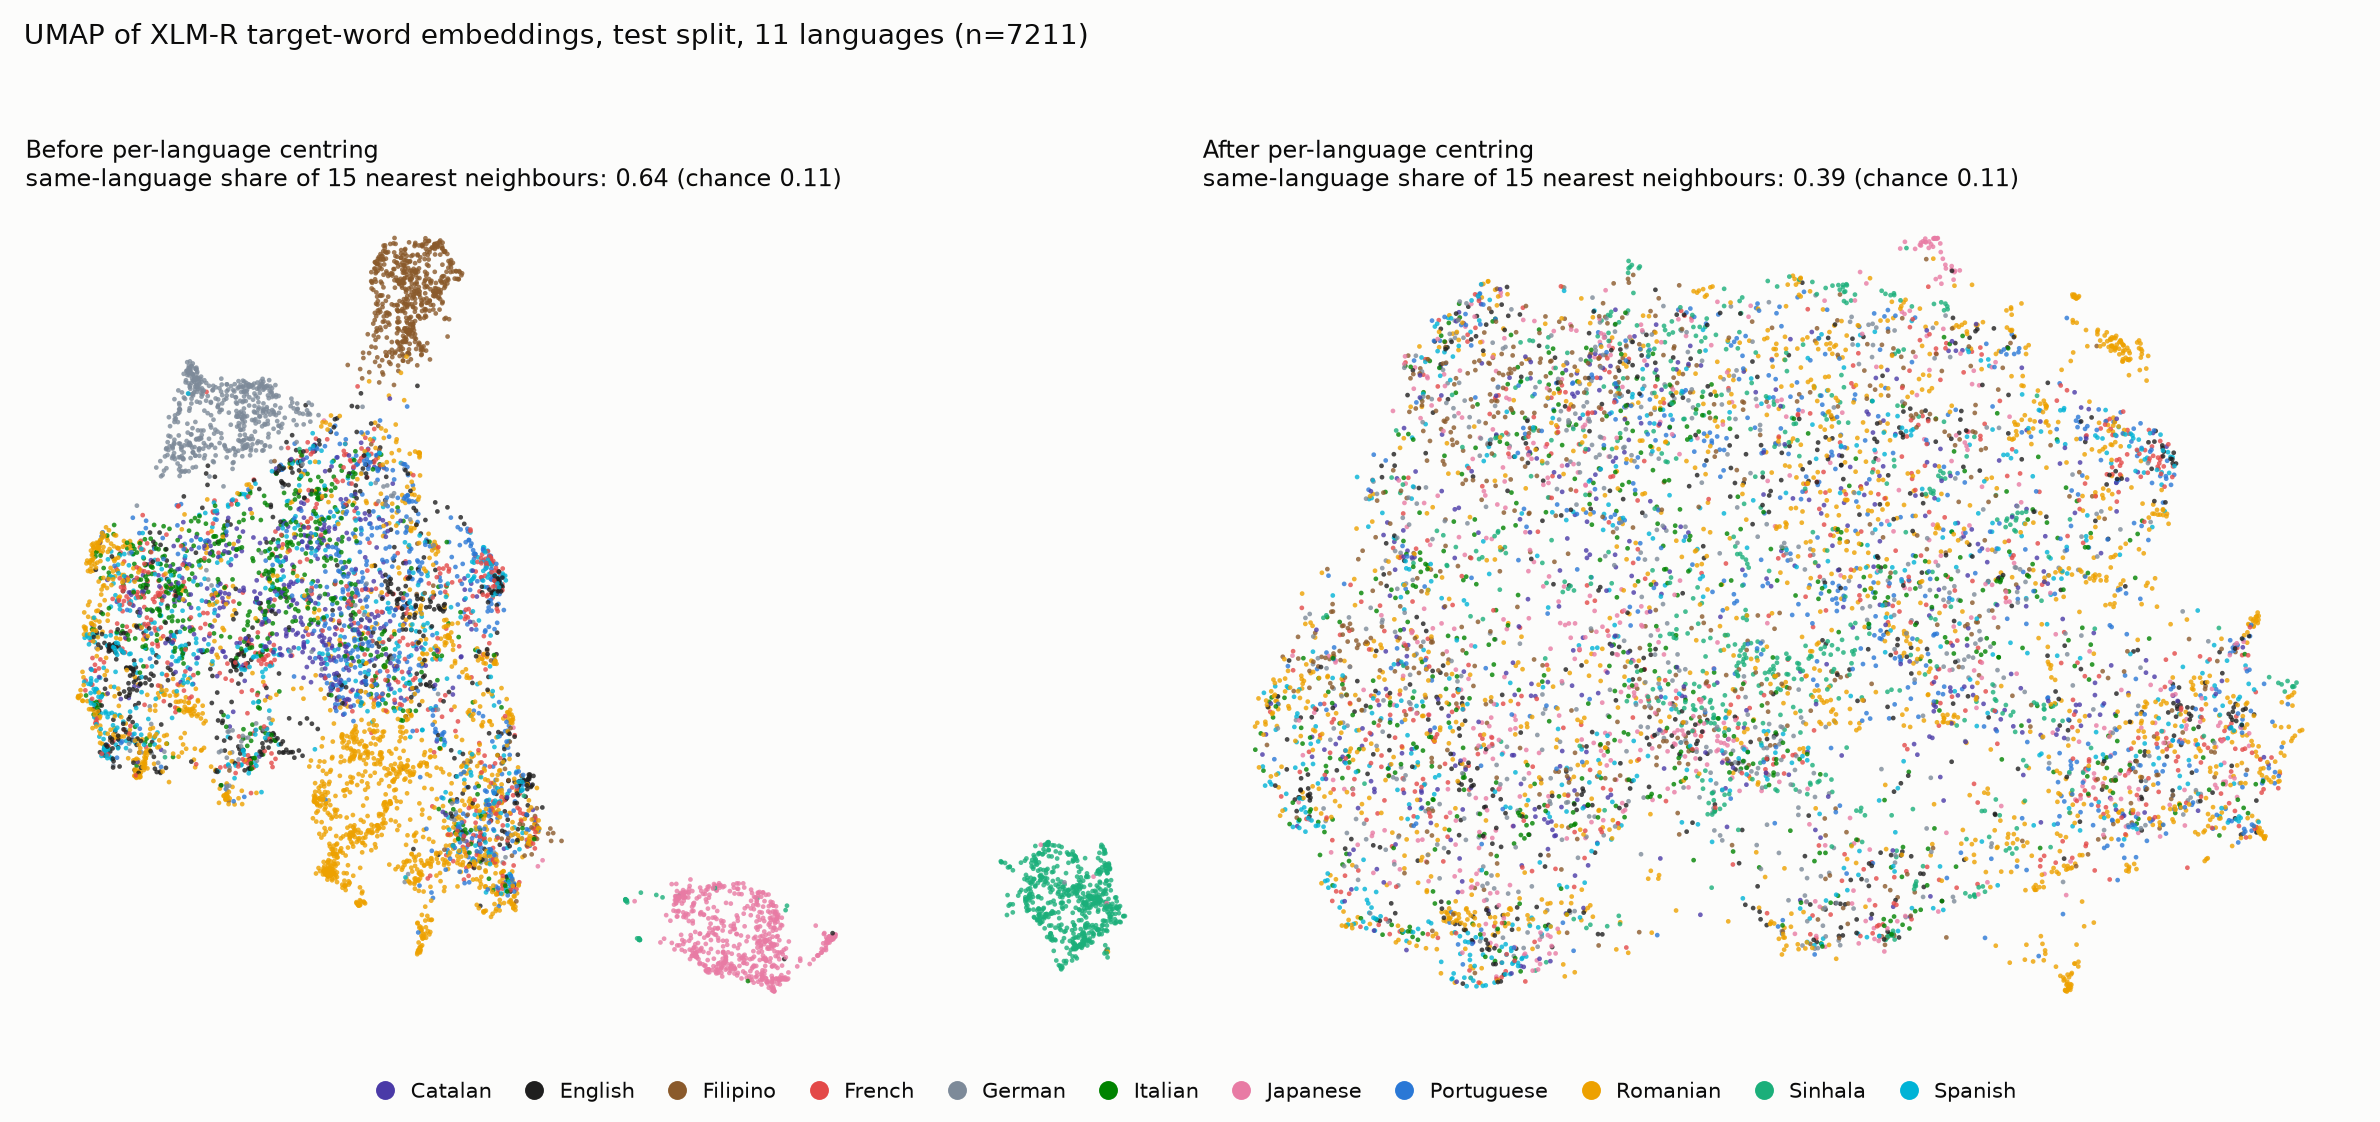 UMAP of XLM-R target-word embeddings, test split, 11 languages (n=7211)
Before per-language centring
same-language share of 15 nearest neighbours: 0.64 (chance 0.11)
After per-language centring
same-language share of 15 nearest neighbours: 0.39 (chance 0.11)
Catalan English Filipino French German Italian Japanese Portuguese Romanian Sinhala Spanish